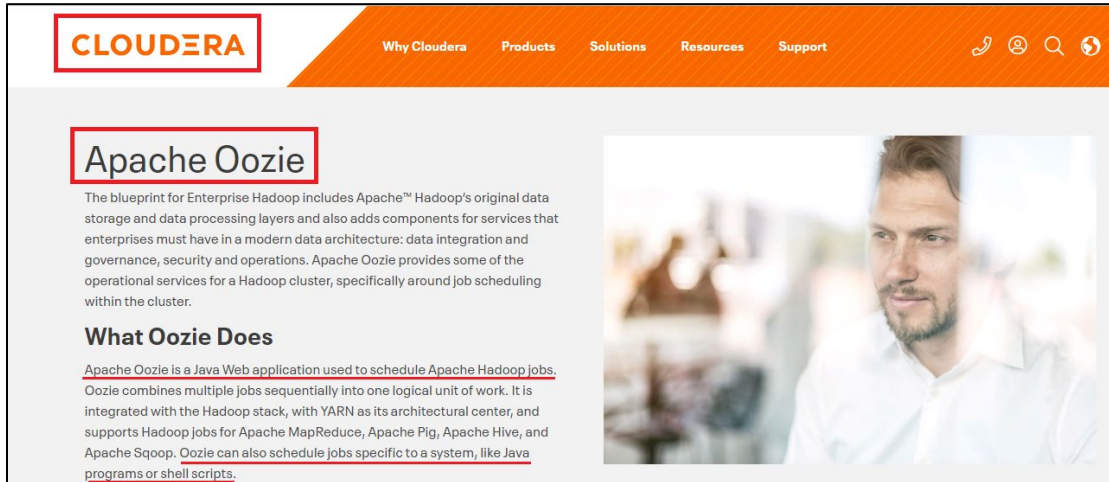 CLOUDERA
Why Cloudera Products Solutions Resources Support
Apache Oozie
The blueprint for Enterprise Hadoop includes Apache™ Hadoop's original data
storage and data processing layers and also adds components for services that
enterprises must have in a modern data architecture: data integration and
governance, security and operations. Apache Oozie provides some of the
operational services for a Hadoop cluster, specifically around job scheduling
within the cluster.
What Oozie Does
Apache Oozie is a Java Web application used to schedule Apache Hadoop jobs.
Oozie combines multiple jobs sequentially into one logical unit of work. It is
integrated with the Hadoop stack, with YARN as its architectural center, and
supports Hadoop jobs for Apache MapReduce, Apache Pig, Apache Hive, and
Apache Sqoop. Oozie can also schedule jobs specific to a system, like Java
programs or shell scripts.